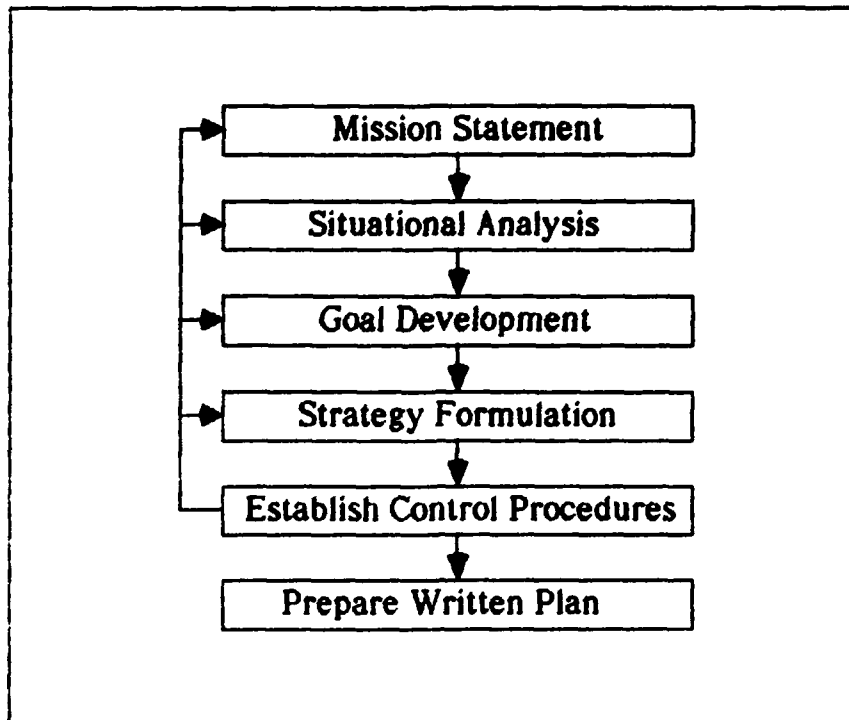 Mission Statement
Situational Analysis
Goal Development
Strategy Formulation
Establish Control Procedures
Prepare Written Plan